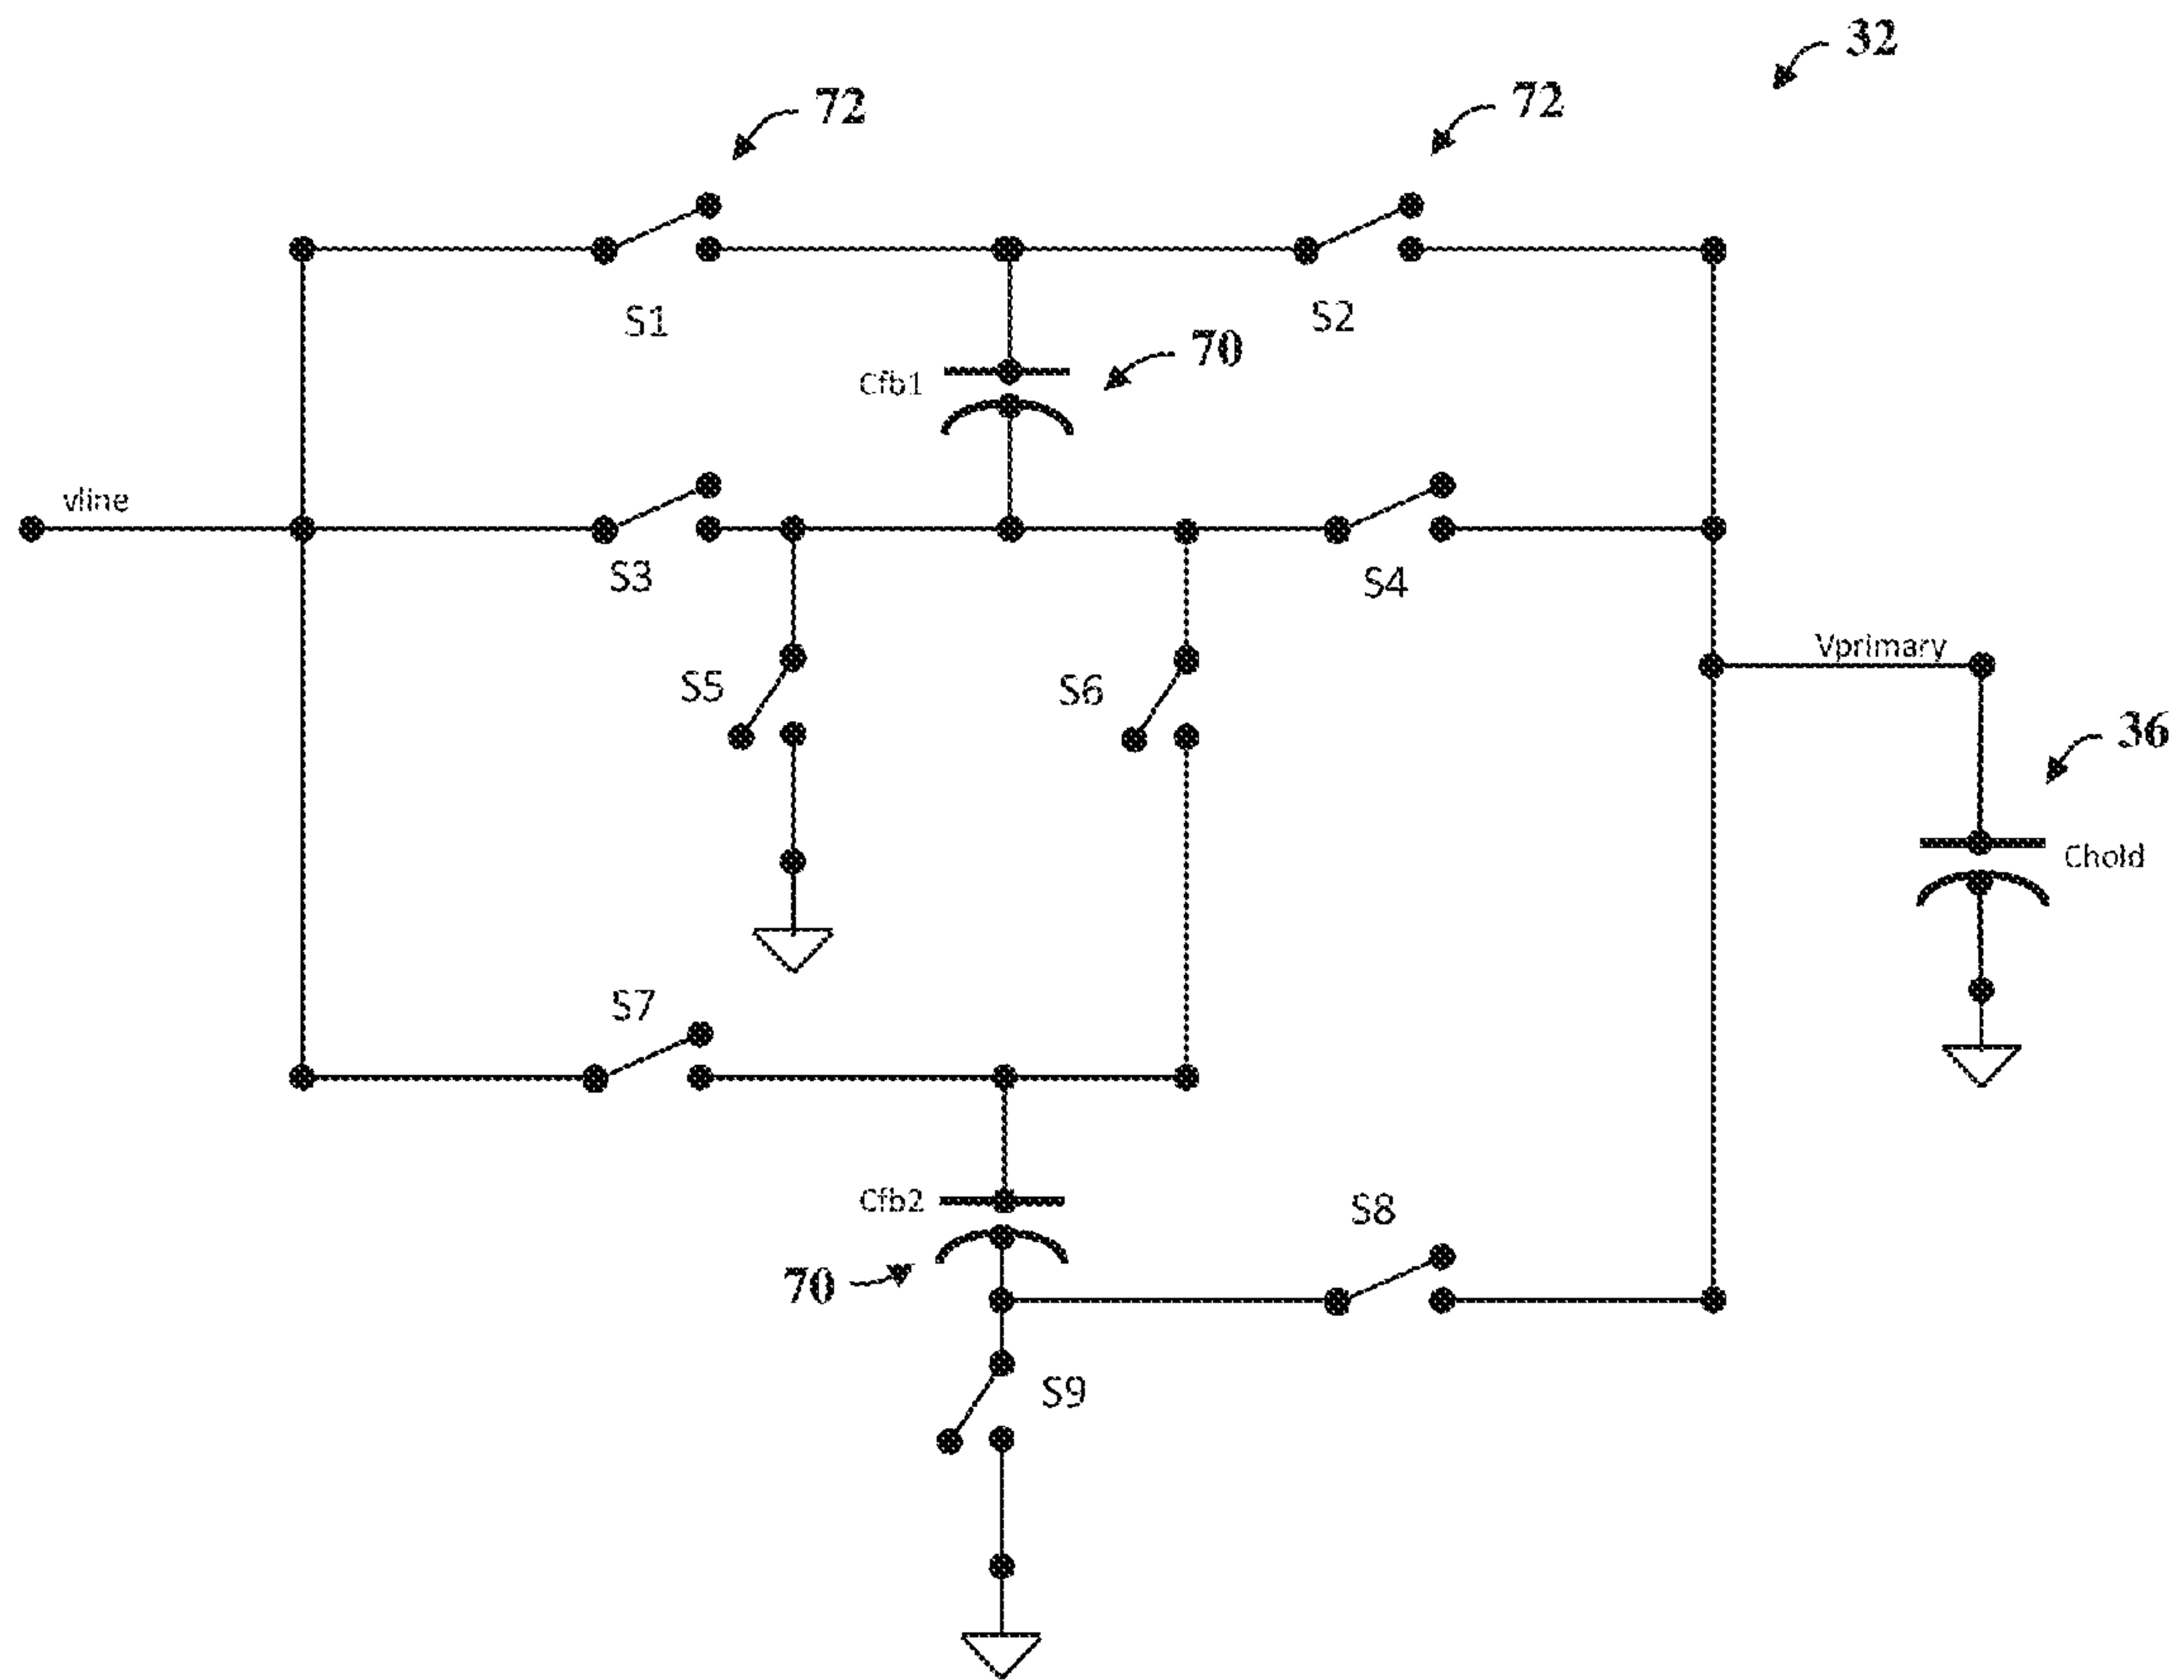 32
72
72
S1
S2
70
Cfb1
vline
S3
S4
Vprimary
S5
S6
36
Chold
S7
Cfb2
S8
70
S9